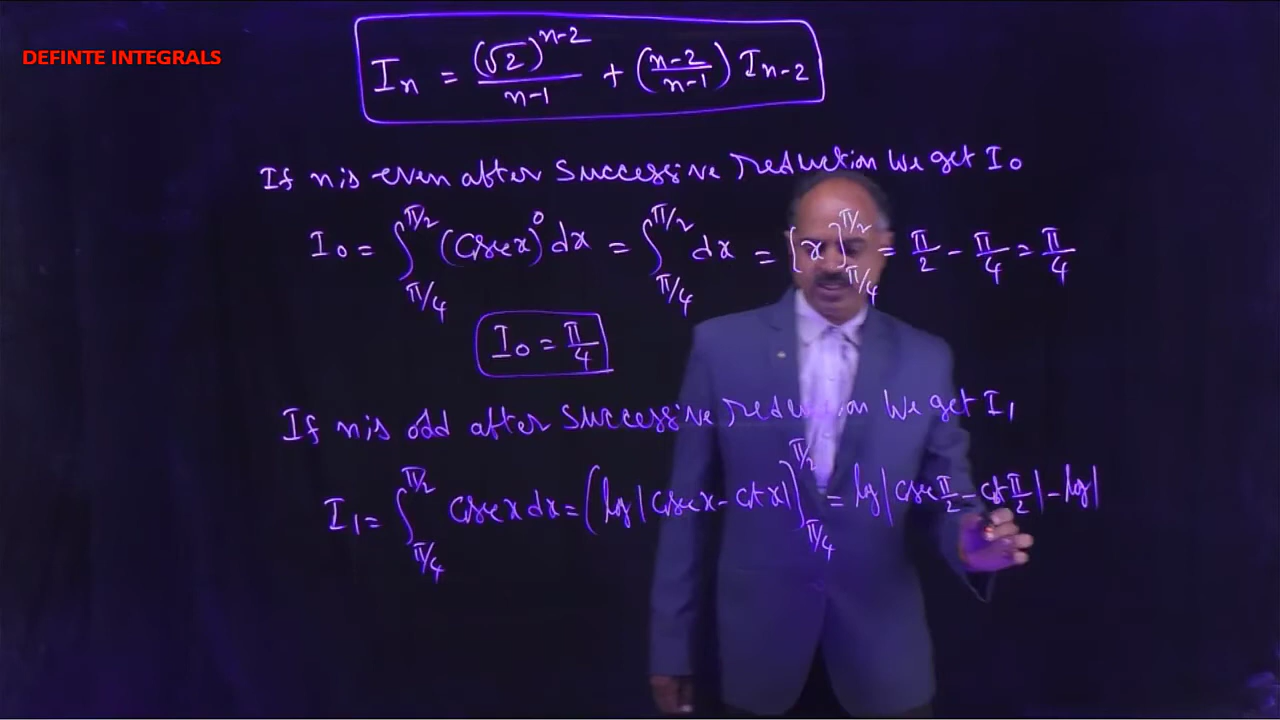 DEFINTE INTEGRALS
Iₙ = (√2)ⁿ⁻²/(n-1) + ((n-2)/(n-1)) Iₙ₋₂
If n is even after successive reduction we get I₀
I₀ = ∫_{π/4}^{π/2} (cosec x)⁰ dx = ∫_{π/4}^{π/2} dx = [x]_{π/4}^{π/2} = π/2 - π/4 = π/4
I₀ = π/4
If n is odd after successive reduction we get I₁
I₁ = ∫_{π/4}^{π/2} cosec x dx = (log|cosec x - cot x|)_{π/4}^{π/2} = log|cosec π/2 - cot π/2| - log|